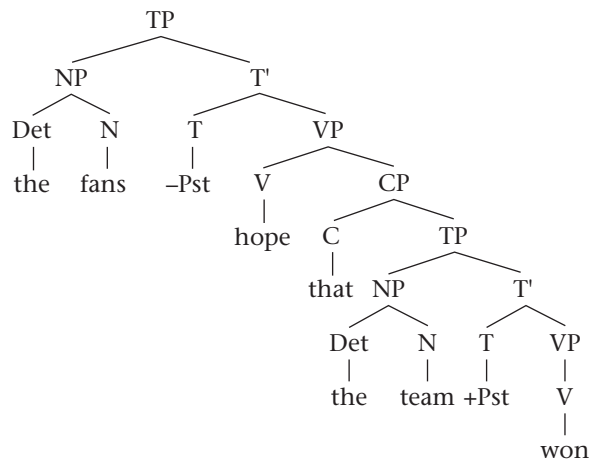 TP
NP T'
Det N T VP
the fans –Pst V CP
hope C TP
that NP T'
Det N T VP
the team +Pst V
won